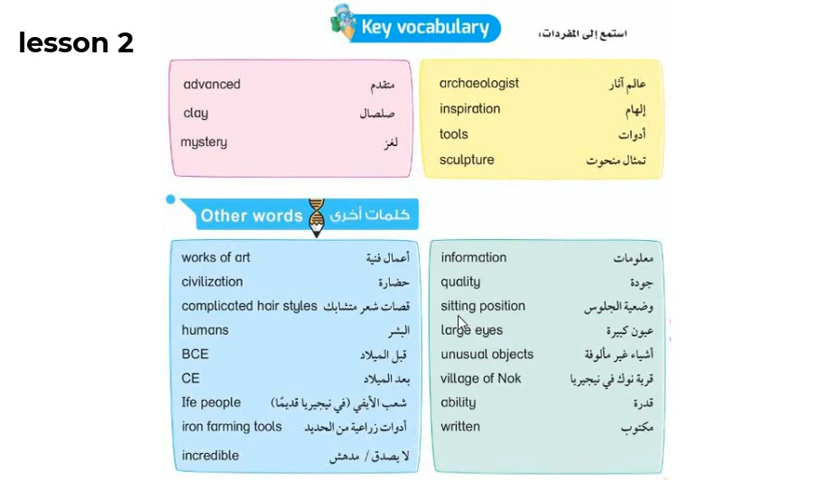 lesson 2
Key vocabulary
استمع إلى المفردات:
advanced متقدم
clay صلصال
mystery لغز
archaeologist عالم آثار
inspiration إلهام
tools أدوات
sculpture تمثال منحوت
Other words كلمات أخرى
works of art أعمال فنية
civilization حضارة
complicated hair styles قصات شعر متشابك
humans البشر
BCE قبل الميلاد
CE بعد الميلاد
Ife people شعب الأيفي (في نيجيريا قديمًا)
iron farming tools أدوات زراعية من الحديد
incredible لا يصدق / مدهش
information معلومات
quality جودة
sitting position وضعية الجلوس
large eyes عيون كبيرة
unusual objects أشياء غير مألوفة
village of Nok قرية نوك في نيجيريا
ability قدرة
written مكتوب